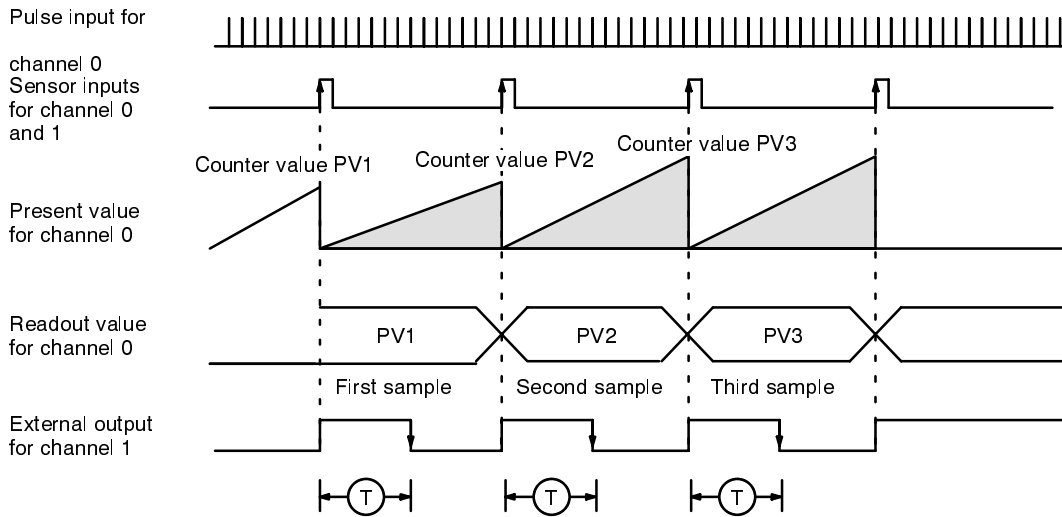 Pulse input for
channel 0
Sensor inputs
for channel 0
and 1
Counter value PV1
Counter value PV2
Counter value PV3
Present value
for channel 0
Readout value
for channel 0
PV1
PV2
PV3
First sample
Second sample
Third sample
External output
for channel 1
T
T
T